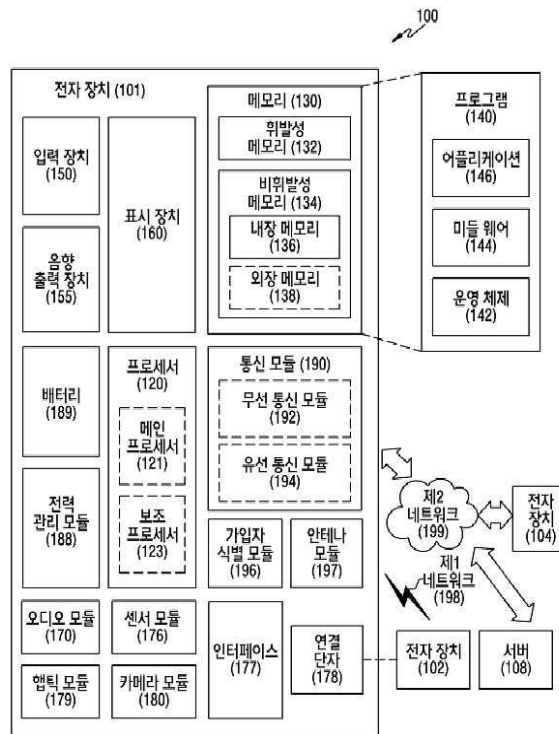 100
전자 장치 (101)
입력 장치
(150)
음향
출력 장치
(155)
표시 장치
(160)
메모리 (130)
휘발성
메모리 (132)
비휘발성
메모리 (134)
내장 메모리
(136)
외장 메모리
(138)
프로그램
(140)
어플리케이션
(146)
미들 웨어
(144)
운영 체제
(142)
배터리
(189)
전력
관리 모듈
(188)
프로세서
(120)
메인
프로세서
(121)
보조
프로세서
(123)
통신 모듈 (190)
무선 통신 모듈
(192)
유선 통신 모듈
(194)
가입자
식별 모듈
(196)
안테나
모듈
(197)
제2
네트워크
(199)
전자
장치
(104)
제1
네트워크
(198)
오디오 모듈
(170)
센서 모듈
(176)
햅틱 모듈
(179)
카메라 모듈
(180)
인터페이스
(177)
연결
단자
(178)
전자 장치
(102)
서버
(108)